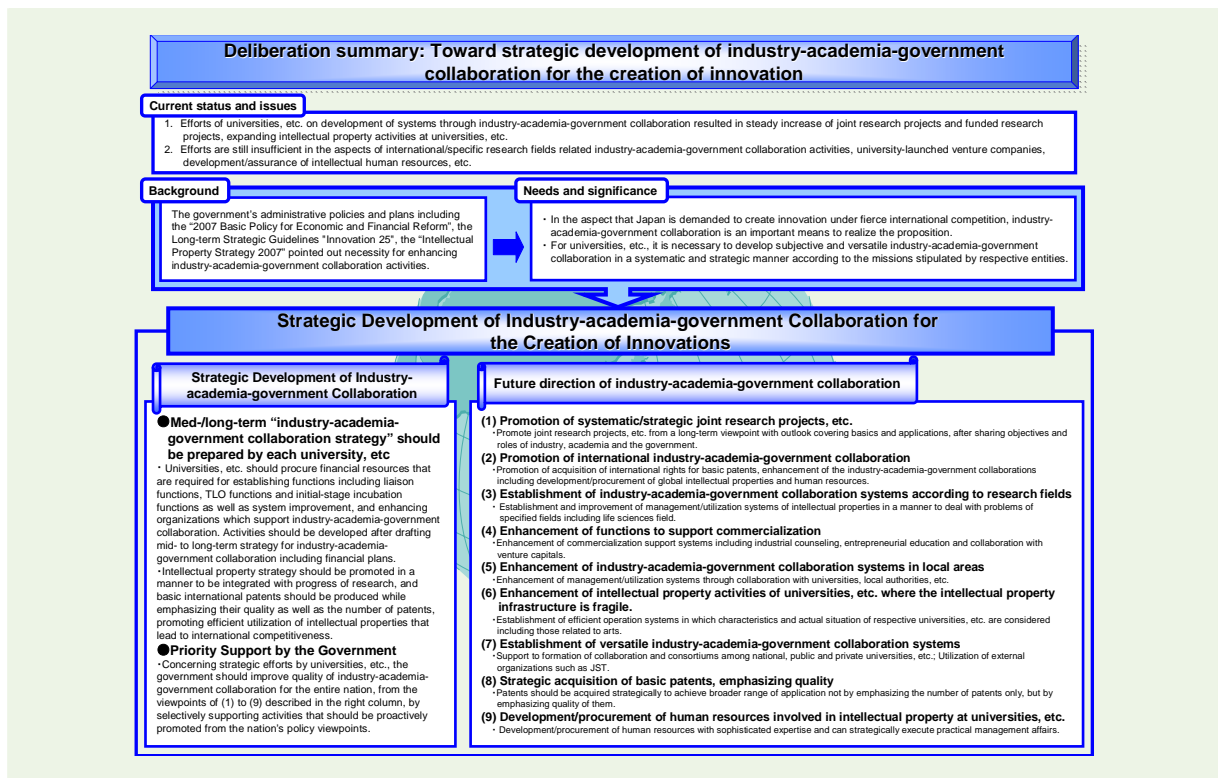 Deliberation summary: Toward strategic development of industry-academia-government
collaboration for the creation of innovation
Current status and issues
1. Efforts of universities, etc. on development of systems through industry-academia-government collaboration resulted in steady increase of joint research projects and funded research
projects, expanding intellectual property activities at universities, etc.
2. Efforts are still insufficient in the aspects of international/specific research fields related industry-academia-government collaboration activities, university-launched venture companies,
development/assurance of intellectual human resources, etc.
Background
The government's administrative policies and plans including
the “2007 Basic Policy for Economic and Financial Reform”, the
Long-term Strategic Guidelines "Innovation 25", the “Intellectual
Property Strategy 2007” pointed out necessity for enhancing
industry-academia-government collaboration activities.
Needs and significance
・In the aspect that Japan is demanded to create innovation under fierce international competition, industry-
academia-government collaboration is an important means to realize the proposition.
・For universities, etc., it is necessary to develop subjective and versatile industry-academia-government
collaboration in a systematic and strategic manner according to the missions stipulated by respective entities.
Strategic Development of Industry-academia-government Collaboration for
the Creation of Innovations
Strategic Development of Industry-
academia-government Collaboration
●Med-/long-term “industry-academia-
government collaboration strategy” should
be prepared by each university, etc
・Universities, etc. should procure financial resources that
are required for establishing functions including liaison
functions, TLO functions and initial-stage incubation
functions as well as system improvement, and enhancing
organizations which support industry-academia-government
collaboration. Activities should be developed after drafting
mid- to long-term strategy for industry-academia-
government collaboration including financial plans.
・Intellectual property strategy should be promoted in a
manner to be integrated with progress of research, and
basic international patents should be produced while
emphasizing their quality as well as the number of patents,
promoting efficient utilization of intellectual properties that
lead to international competitiveness.
●Priority Support by the Government
・Concerning strategic efforts by universities, etc., the
government should improve quality of industry-academia-
government collaboration for the entire nation, from the
viewpoints of (1) to (9) described in the right column, by
selectively supporting activities that should be proactively
promoted from the nation's policy viewpoints.
Future direction of industry-academia-government collaboration
(1) Promotion of systematic/strategic joint research projects, etc.
・Promote joint research projects, etc. from a long-term viewpoint with outlook covering basics and applications, after sharing objectives and
roles of industry, academia and the government.
(2) Promotion of international industry-academia-government collaboration
・Promotion of acquisition of international rights for basic patents, enhancement of the industry-academia-government collaborations
including development/procurement of global intellectual properties and human resources.
(3) Establishment of industry-academia-government collaboration systems according to research fields
・Establishment and improvement of management/utilization systems of intellectual properties in a manner to deal with problems of
specified fields including life sciences field.
(4) Enhancement of functions to support commercialization
・Enhancement of commercialization support systems including industrial counseling, entrepreneurial education and collaboration with
venture capitals.
(5) Enhancement of industry-academia-government collaboration systems in local areas
・Enhancement of management/utilization systems through collaboration with universities, local authorities, etc.
(6) Enhancement of intellectual property activities of universities, etc. where the intellectual property
infrastructure is fragile.
・Establishment of efficient operation systems in which characteristics and actual situation of respective universities, etc. are considered
including those related to arts.
(7) Establishment of versatile industry-academia-government collaboration systems
・Support to formation of collaboration and consortiums among national, public and private universities, etc.; Utilization of external
organizations such as JST.
(8) Strategic acquisition of basic patents, emphasizing quality
・Patents should be acquired strategically to achieve broader range of application not by emphasizing the number of patents only, but by
emphasizing quality of them.
(9) Development/procurement of human resources involved in intellectual property at universities, etc.
・Development/procurement of human resources with sophisticated expertise and can strategically execute practical management affairs.